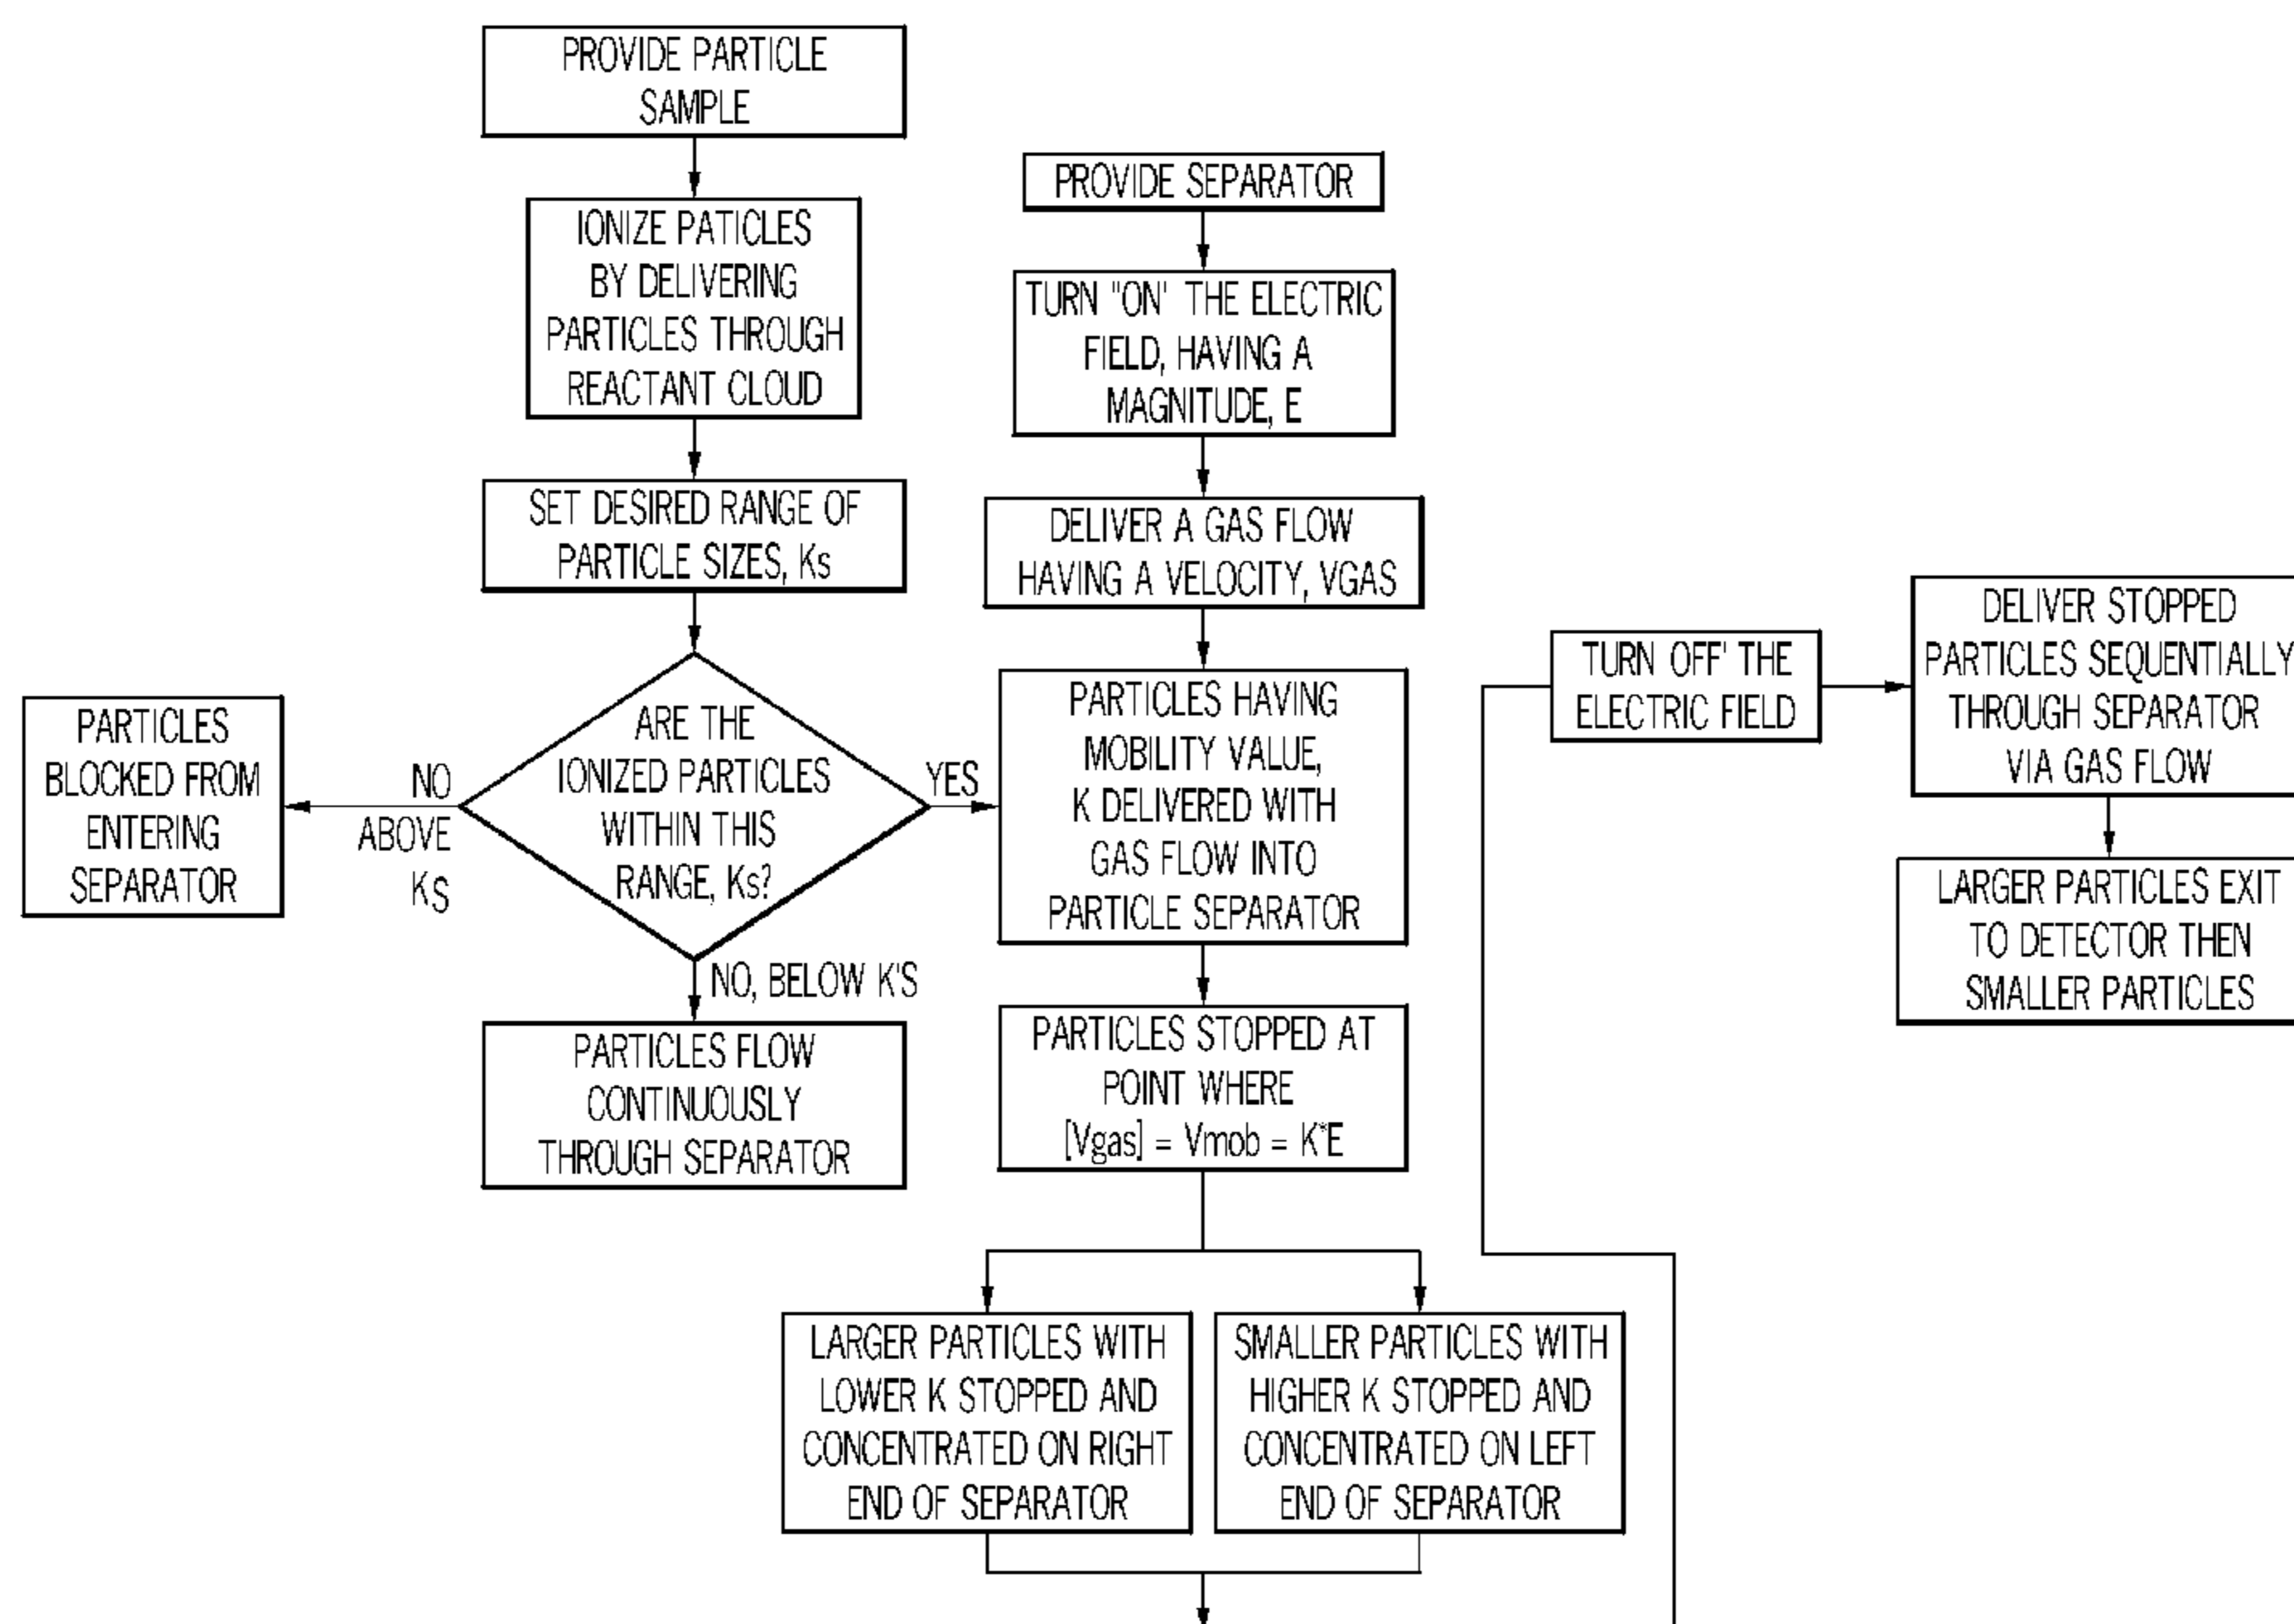 PROVIDE PARTICLE
SAMPLE
IONIZE PATICLES
BY DELIVERING
PARTICLES THROUGH
REACTANT CLOUD
SET DESIRED RANGE OF
PARTICLE SIZES, Ks
ARE THE
IONIZED PARTICLES
WITHIN THIS
RANGE, Ks?
NO
ABOVE
KS
PARTICLES
BLOCKED FROM
ENTERING
SEPARATOR
YES
NO, BELOW K'S
PARTICLES FLOW
CONTINUOUSLY
THROUGH SEPARATOR
PROVIDE SEPARATOR
TURN "ON' THE ELECTRIC
FIELD, HAVING A
MAGNITUDE, E
DELIVER A GAS FLOW
HAVING A VELOCITY, VGAS
PARTICLES HAVING
MOBILITY VALUE,
K DELIVERED WITH
GAS FLOW INTO
PARTICLE SEPARATOR
PARTICLES STOPPED AT
POINT WHERE
[Vgas] = Vmob = K*E
LARGER PARTICLES WITH
LOWER K STOPPED AND
CONCENTRATED ON RIGHT
END OF SEPARATOR
SMALLER PARTICLES WITH
HIGHER K STOPPED AND
CONCENTRATED ON LEFT
END OF SEPARATOR
TURN OFF' THE
ELECTRIC FIELD
DELIVER STOPPED
PARTICLES SEQUENTIALLY
THROUGH SEPARATOR
VIA GAS FLOW
LARGER PARTICLES EXIT
TO DETECTOR THEN
SMALLER PARTICLES